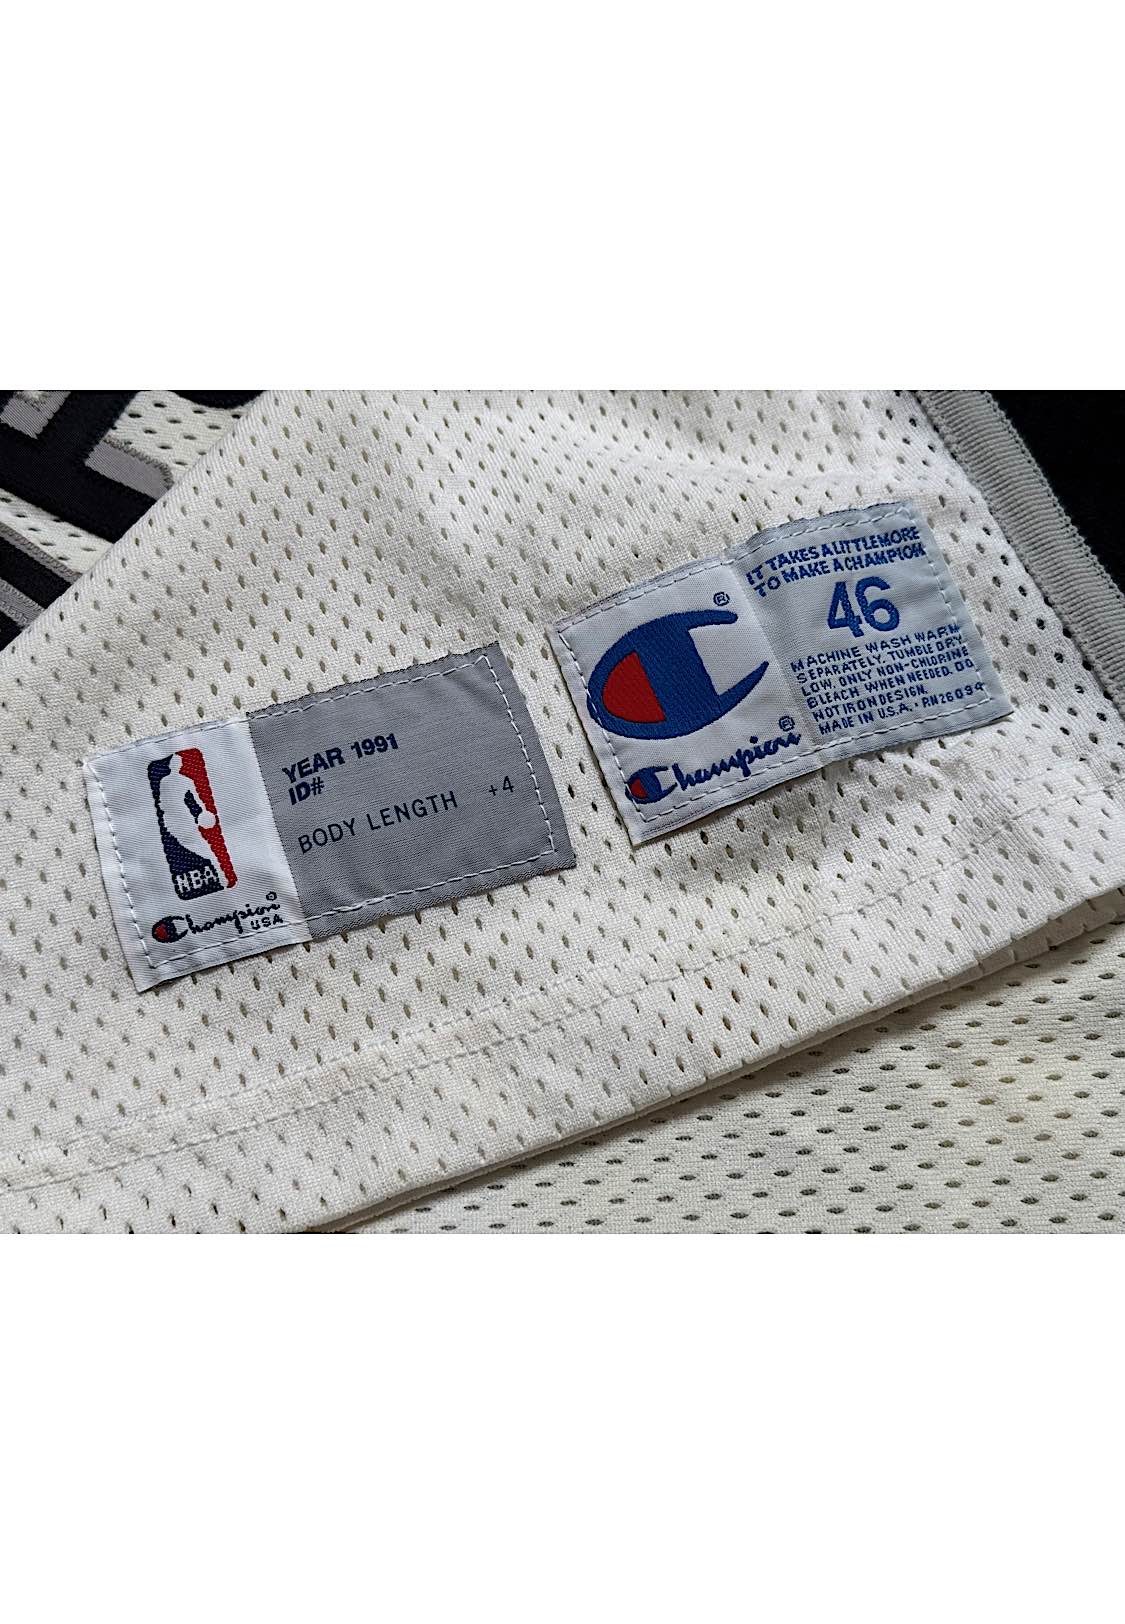 YEAR 1991
ID#
BODY LENGTH +4
NBA
Champion
USA
IT TAKES A LITTLE MORE
TO MAKE A CHAMPION
46
MACHINE WASH WARM
SEPARATELY. TUMBLE DRY
LOW. ONLY NON-CHLORINE
BLEACH WHEN NEEDED. DO
NOT IRON DESIGN.
MADE IN U.S.A. • RN26094
®
Champion®